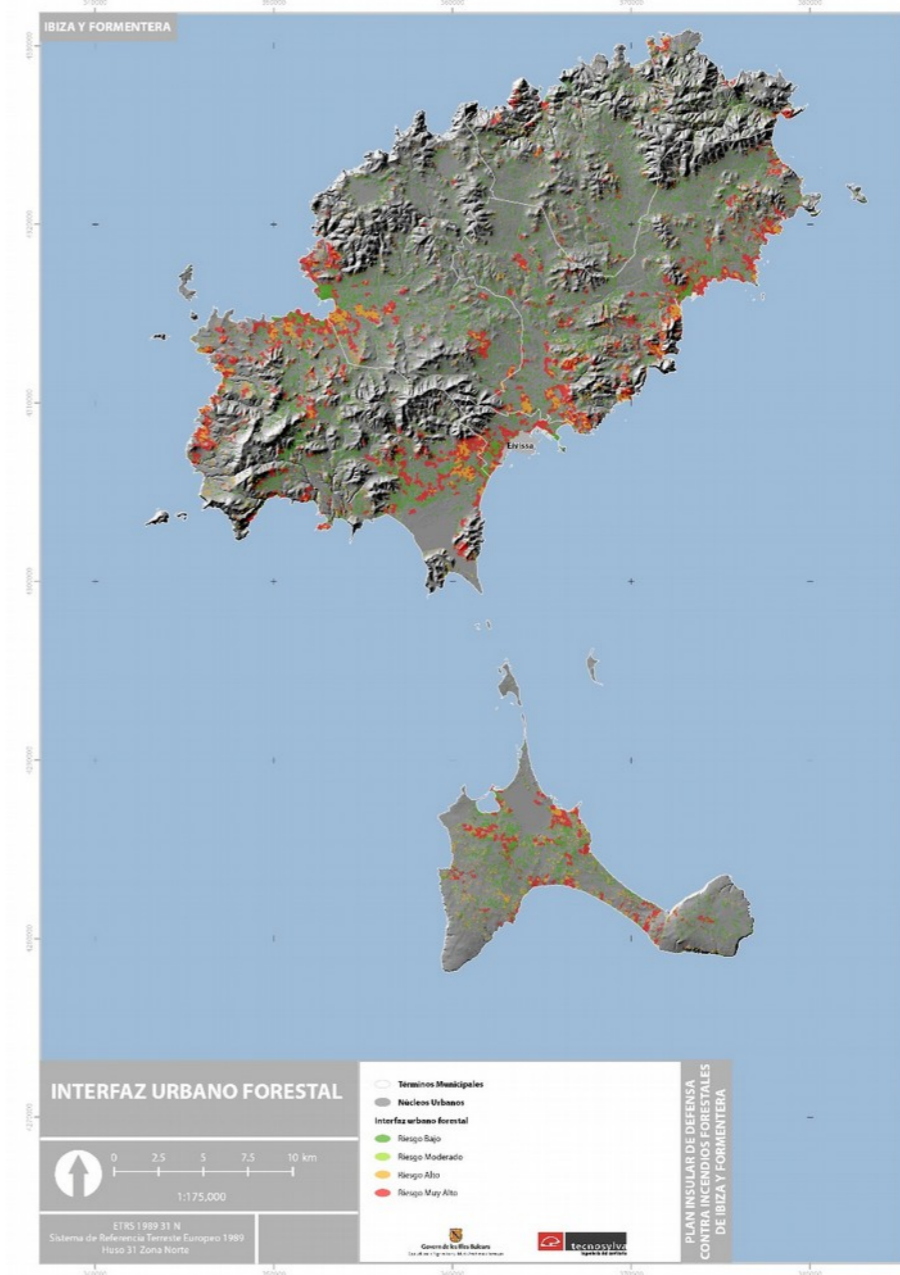 IBIZA Y FORMENTERA
Eivissa
INTERFAZ URBANO FORESTAL
0 2,5 5 7,5 10 km
1:175,000
ETRS 1989 31 N
Sistema de Referencia Terreste Europeo 1989
Huso 31 Zona Norte
Términos Municipales
Núcleos Urbanos
Interfaz urbano forestal
Riesgo Bajo
Riesgo Moderado
Riesgo Alto
Riesgo Muy Alto
Govern de les Illes Balears
tecnosylva
PLAN INSULAR DE DEFENSA
CONTRA INCENDIOS FORESTALES
DE IBIZA Y FORMENTERA